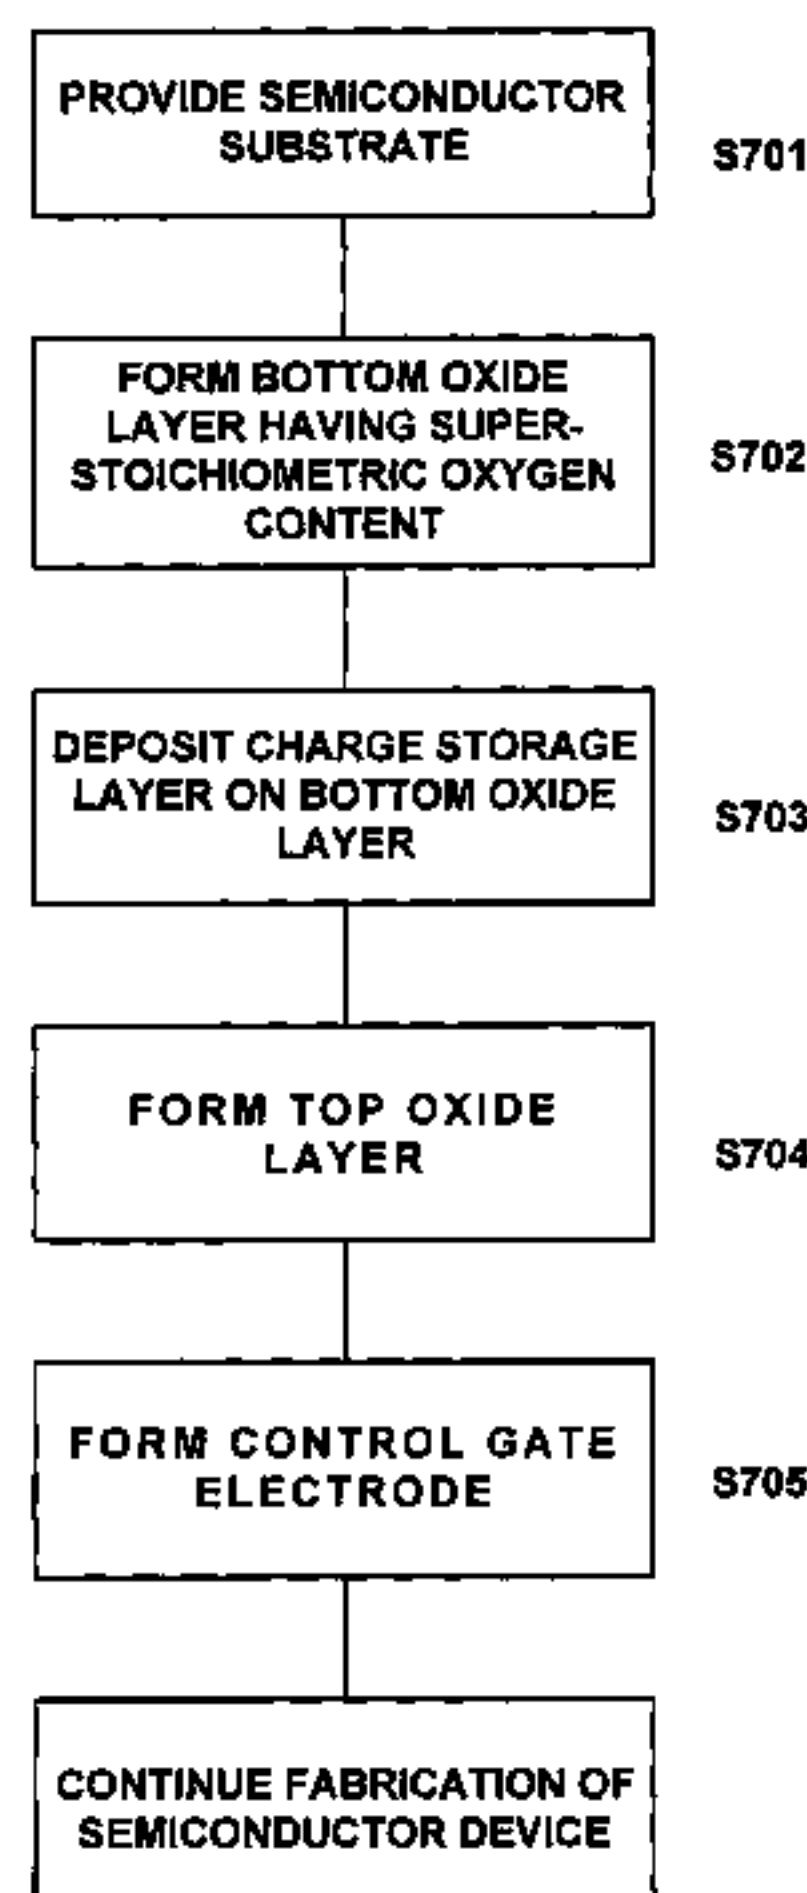 PROVIDE SEMICONDUCTOR
SUBSTRATE
S701
FORM BOTTOM OXIDE
LAYER HAVING SUPER-
STOICHIOMETRIC OXYGEN
CONTENT
S702
DEPOSIT CHARGE STORAGE
LAYER ON BOTTOM OXIDE
LAYER
S703
FORM TOP OXIDE
LAYER
S704
FORM CONTROL GATE
ELECTRODE
S705
CONTINUE FABRICATION OF
SEMICONDUCTOR DEVICE